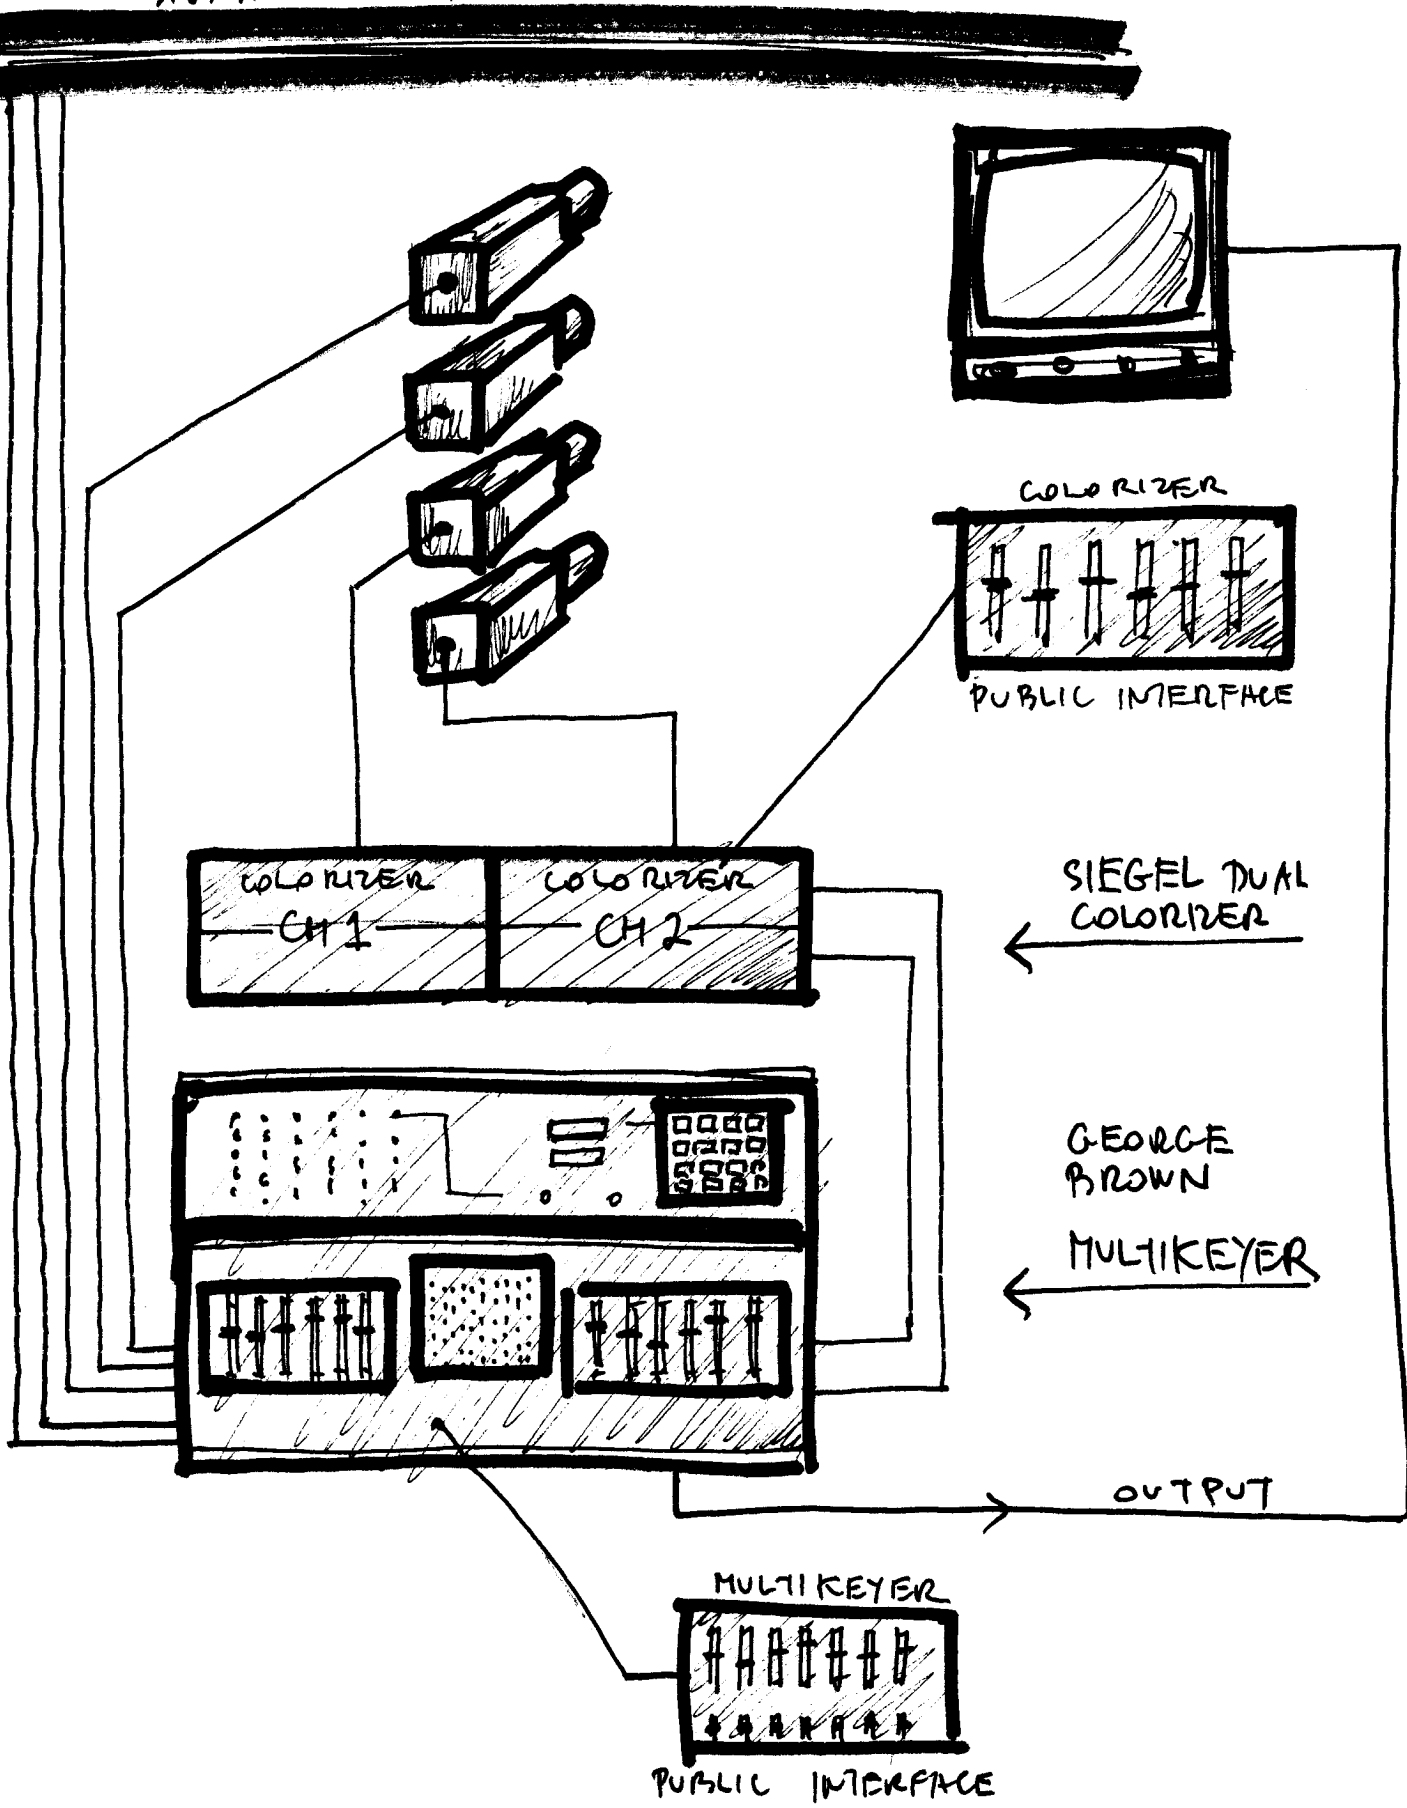 COLORIZER
PUBLIC INTERFACE
COLORIZER
CH 1
COLORIZER
CH 2
SIEGEL DUAL
COLORIZER
GEORGE
BROWN
MULTIKEYER
OUTPUT
MULTIKEYER
PUBLIC INTERFACE